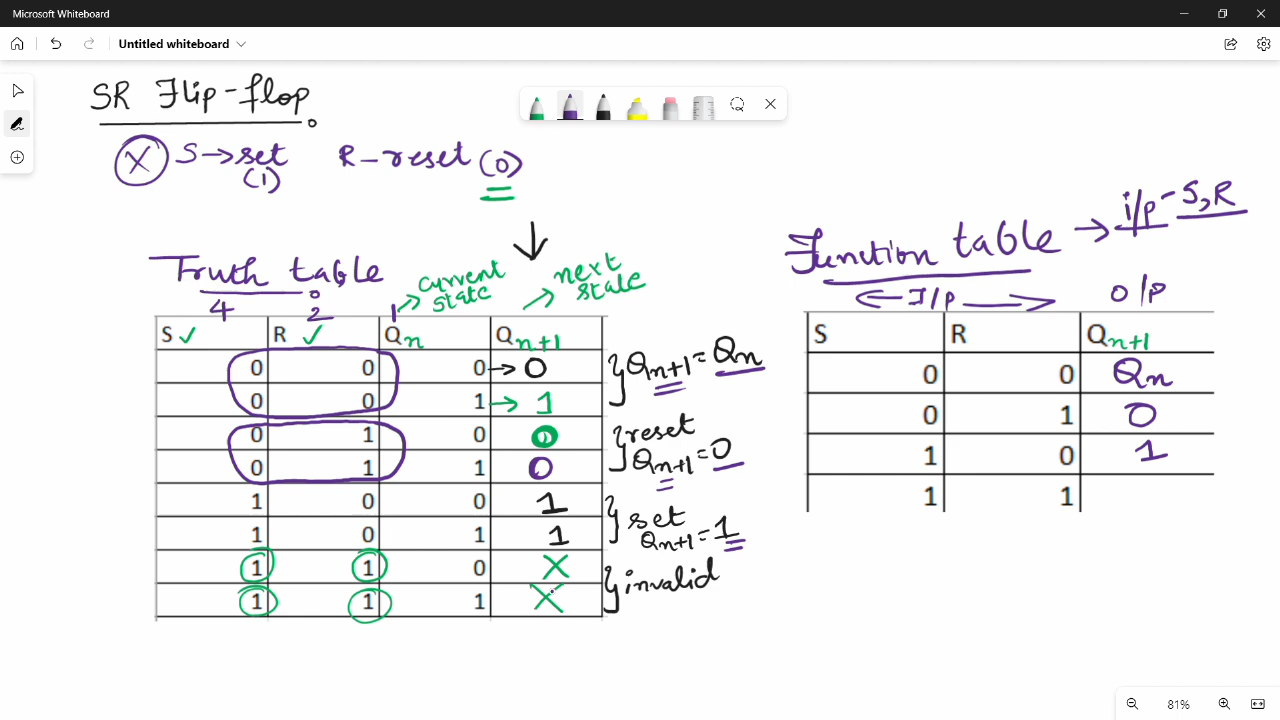 Microsoft Whiteboard
Untitled whiteboard
SR Flip-flop
X S→set R-reset (0)
(1)
Truth table
4 2 1
current state
next state
S ✓ R ✓ Qn Qn+1
0 0 0 → 0
0 0 1 → 1
0 1 0 0
0 1 1 0
1 0 0 1
1 0 1 1
1 1 0 X
1 1 1 X
} Qn+1 = Qn
} reset
Qn+1 = 0
} set
Qn+1 = 1
} invalid
Function table → i/p - S,R
← I/p → O/p
S R Qn+1
0 0 Qn
0 1 0
1 0 1
1 1
81%